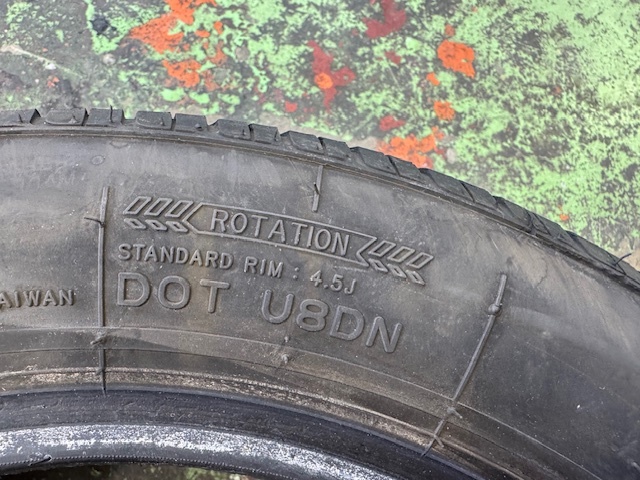 ROTATION
STANDARD RIM : 4.5J
AIWAN
DOT U8DN